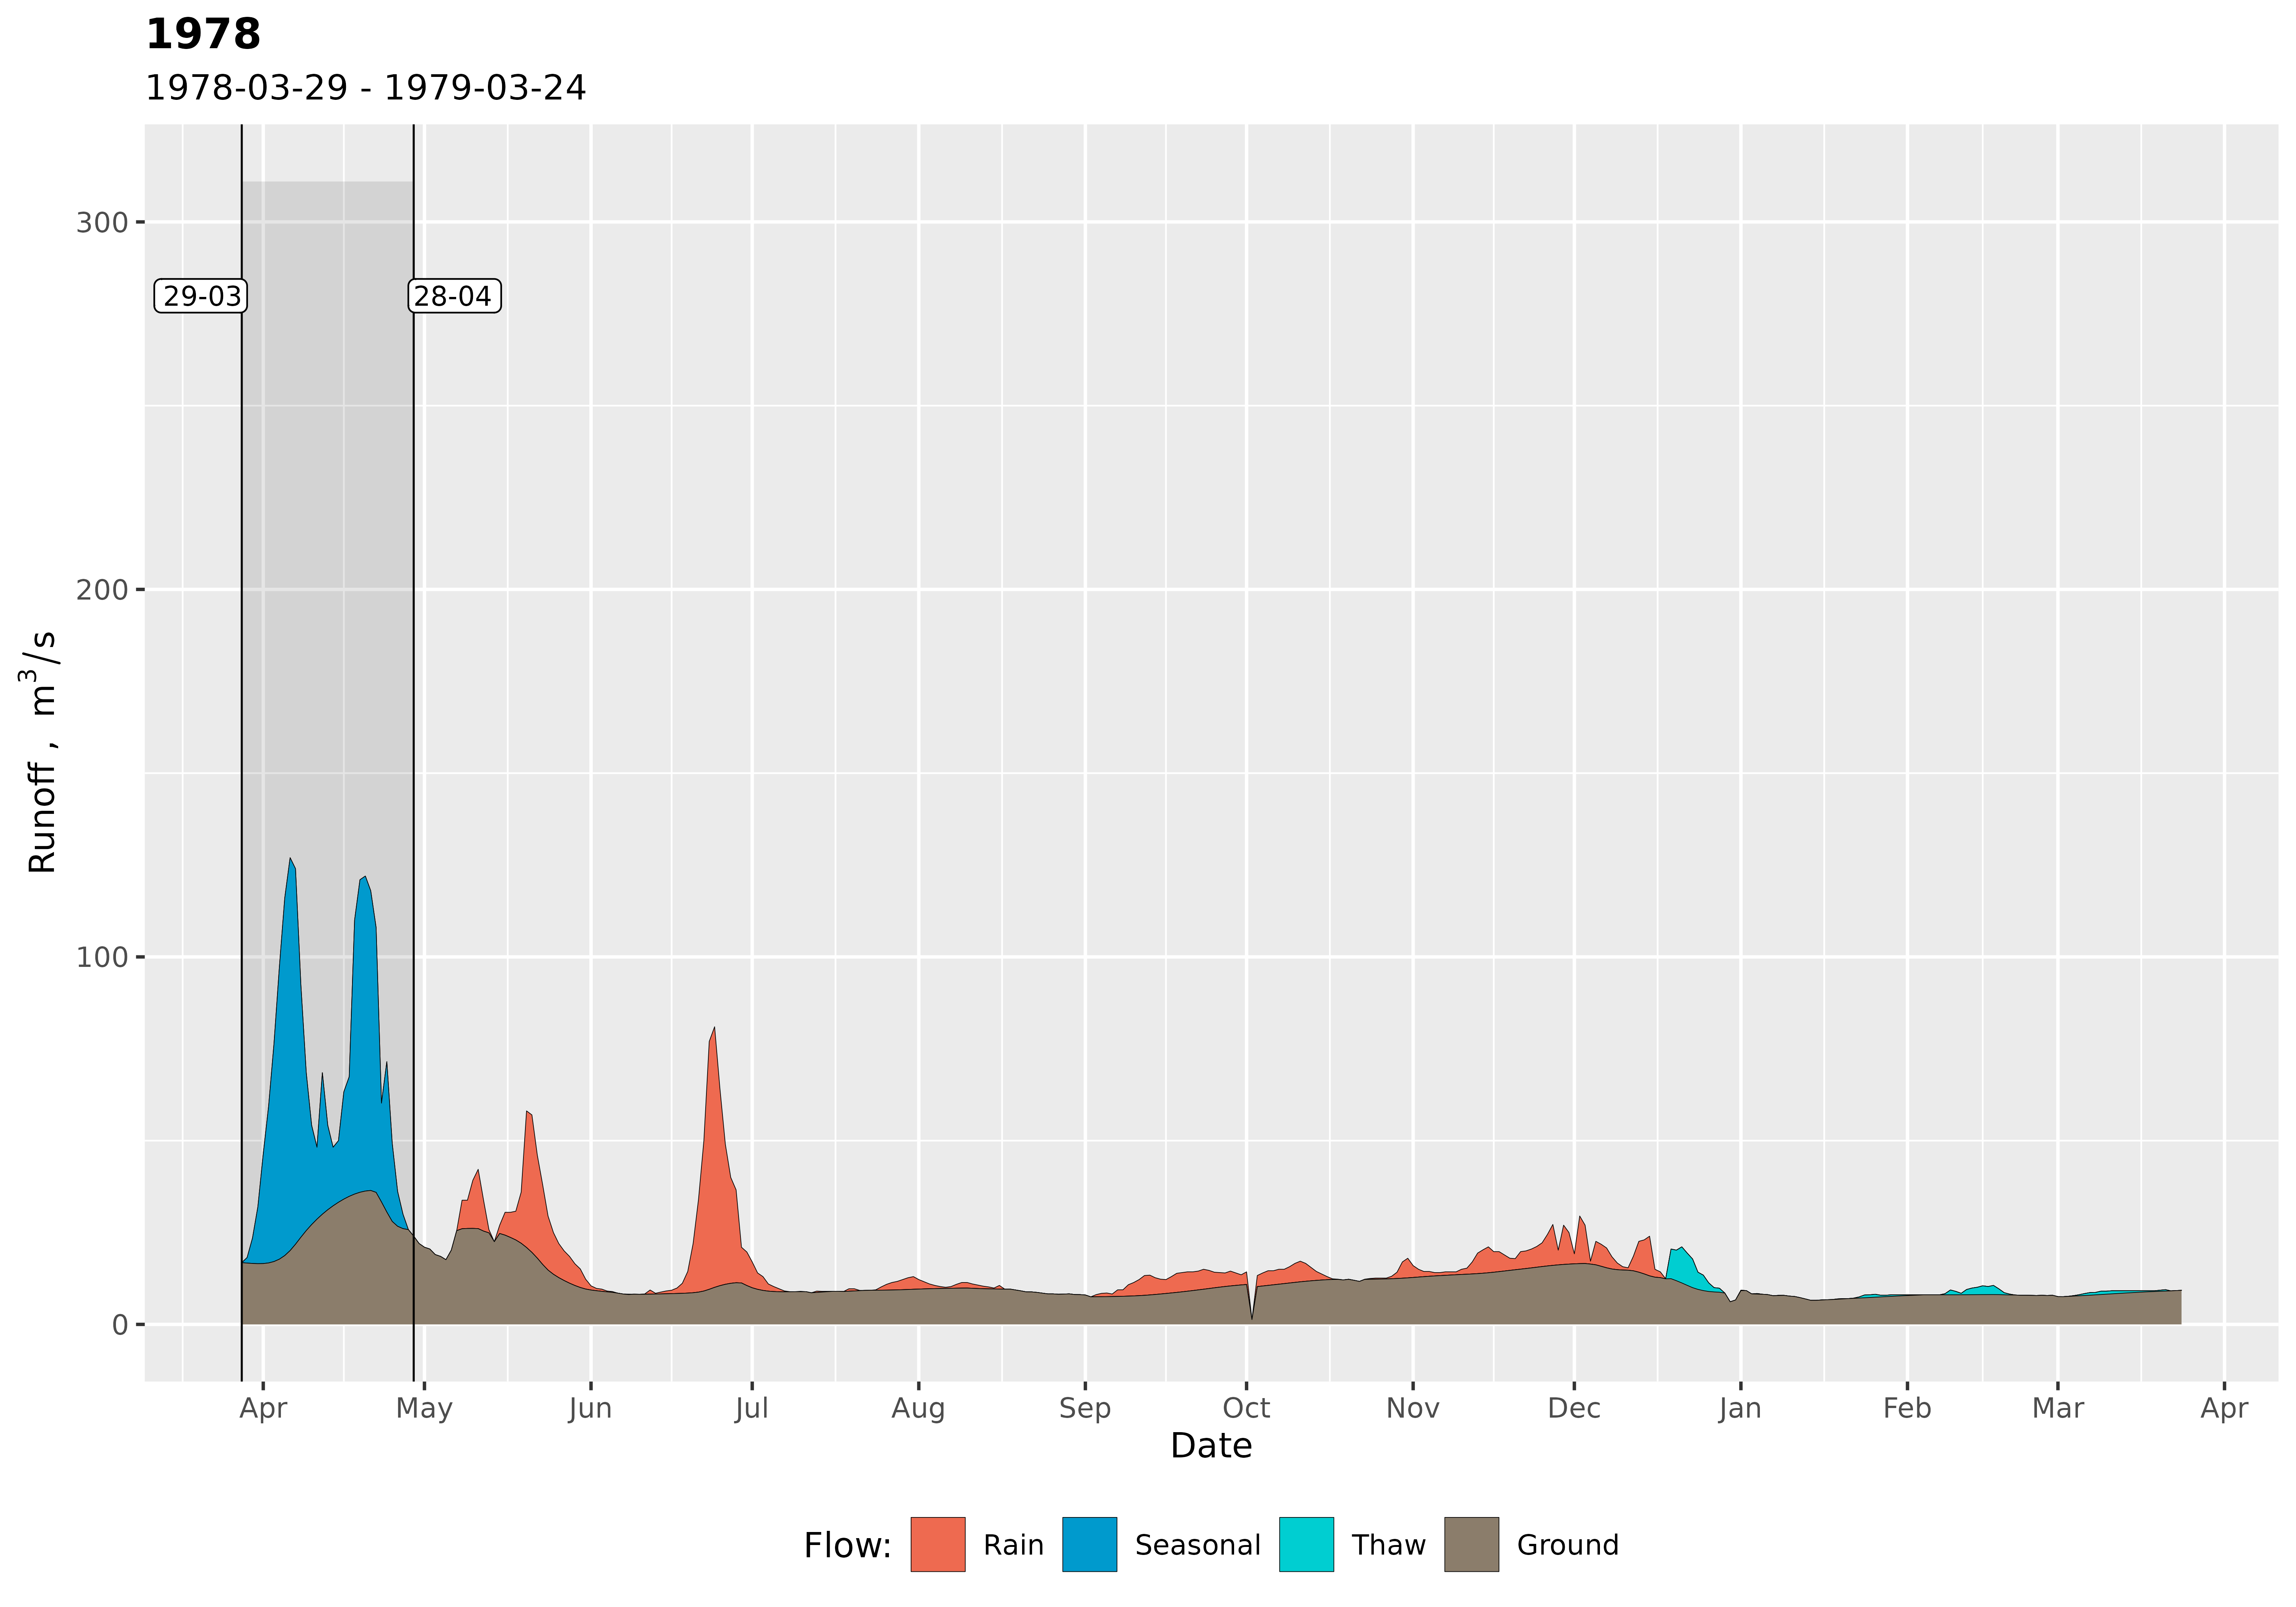 1978
1978-03-29 - 1979-03-24
300
200
100
0
29-03
28-04
Runoff , m³/s
Apr May Jun Jul Aug Sep Oct Nov Dec Jan Feb Mar Apr
Date
Flow: Rain Seasonal Thaw Ground